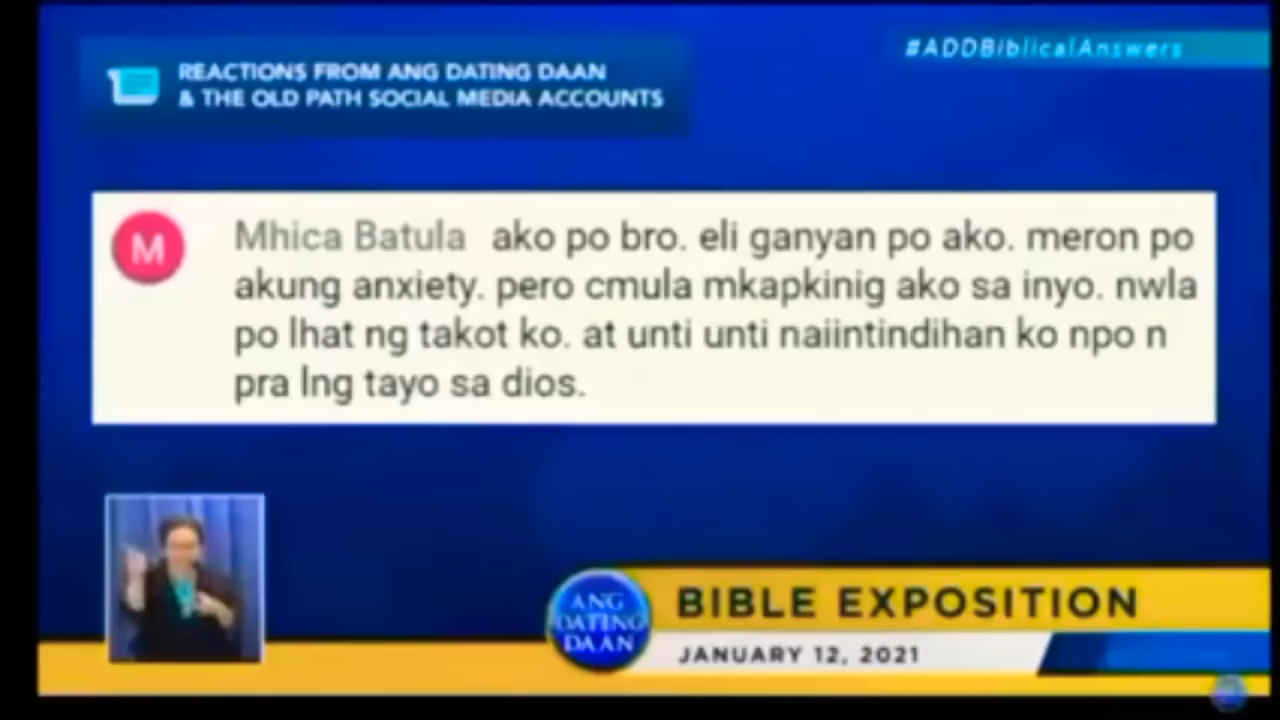 #ADDBiblicalAnswers
REACTIONS FROM ANG DATING DAAN
& THE OLD PATH SOCIAL MEDIA ACCOUNTS
M
Mhica Batula ako po bro. eli ganyan po ako. meron po
akung anxiety. pero cmula mkapkinig ako sa inyo. nwla
po lhat ng takot ko. at unti unti naiintindihan ko npo n
pra lng tayo sa dios.
ANG
DATING
DAAN
BIBLE EXPOSITION
JANUARY 12, 2021